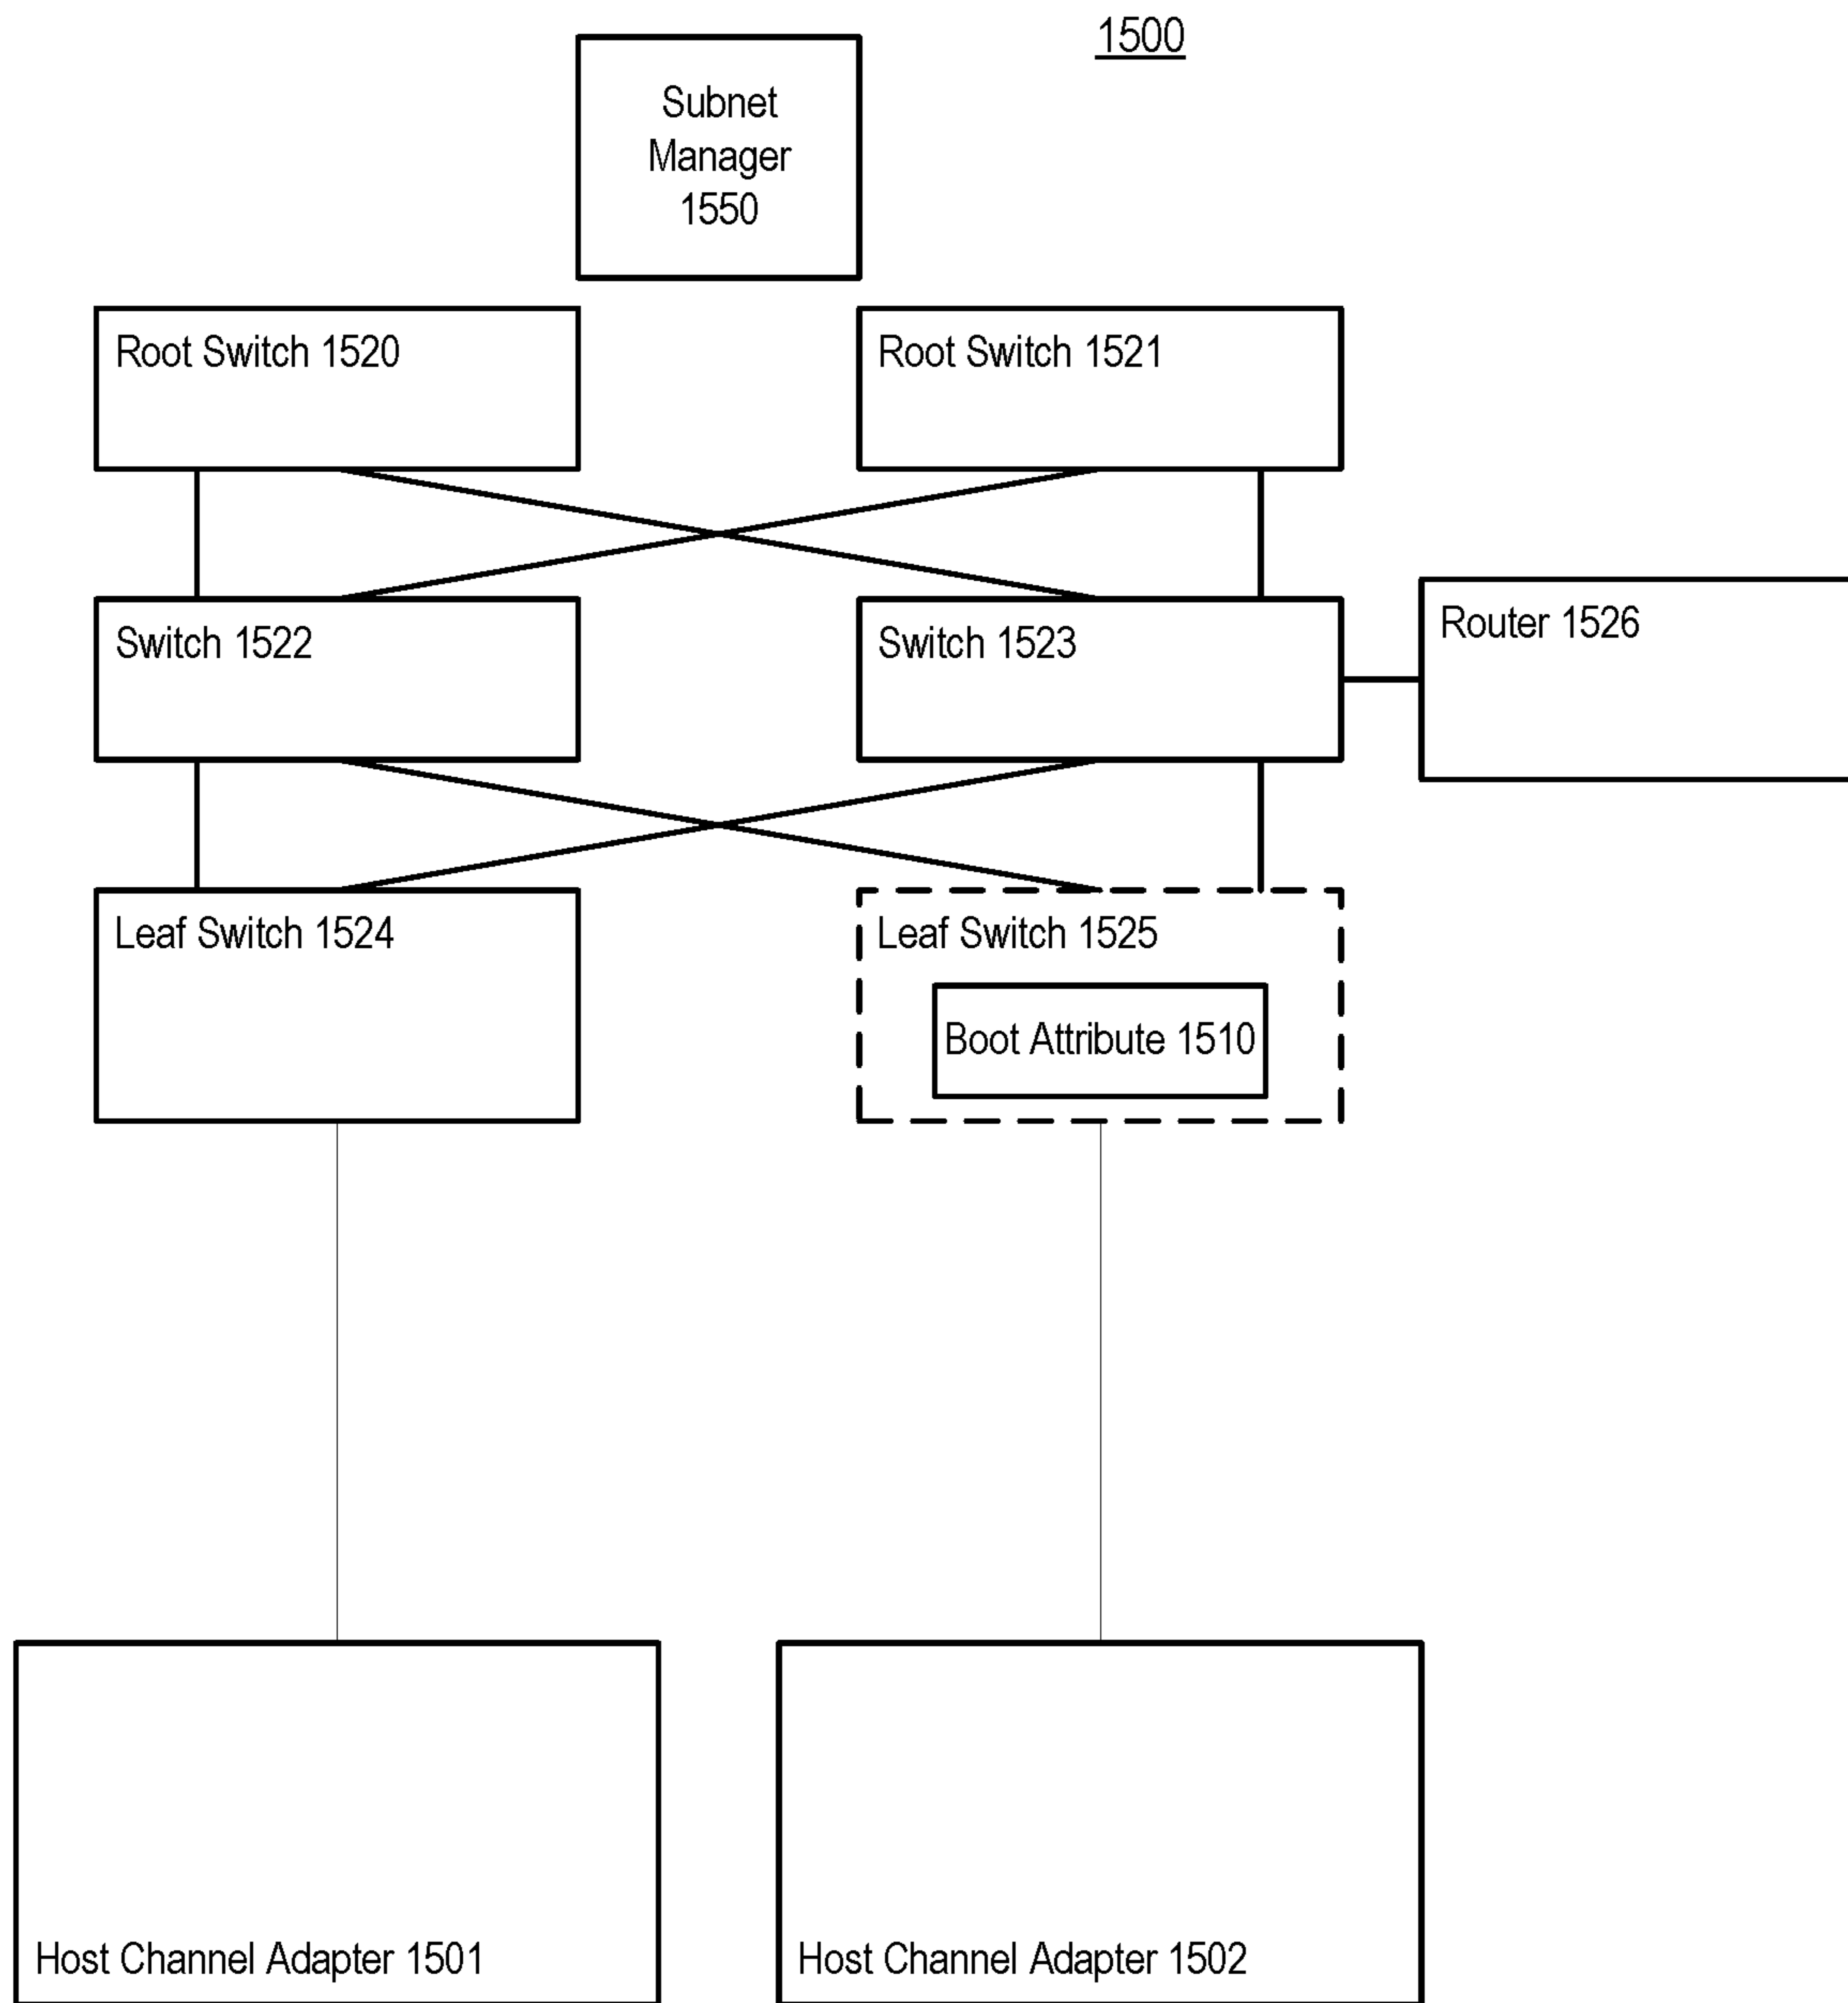 1500
Subnet
Manager
1550
Root Switch 1520
Root Switch 1521
Switch 1522
Switch 1523
Router 1526
Leaf Switch 1524
Leaf Switch 1525
Boot Attribute 1510
Host Channel Adapter 1501
Host Channel Adapter 1502